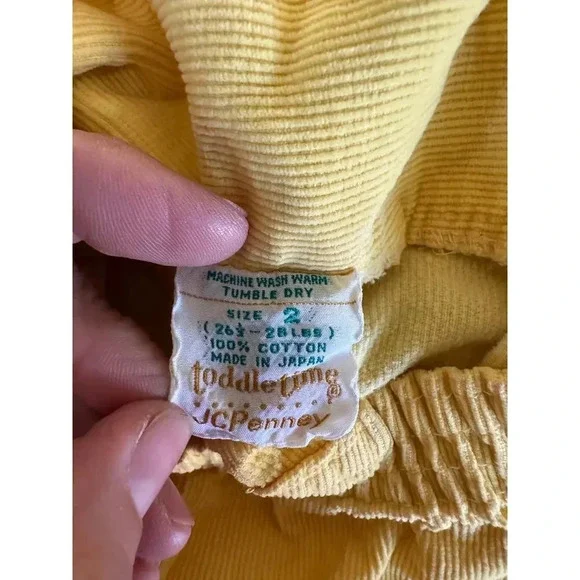 MACHINE WASH WARM
TUMBLE DRY
SIZE 2
(26½-28 LBS)
100% COTTON
MADE IN JAPAN
toddletime®
JCPenney